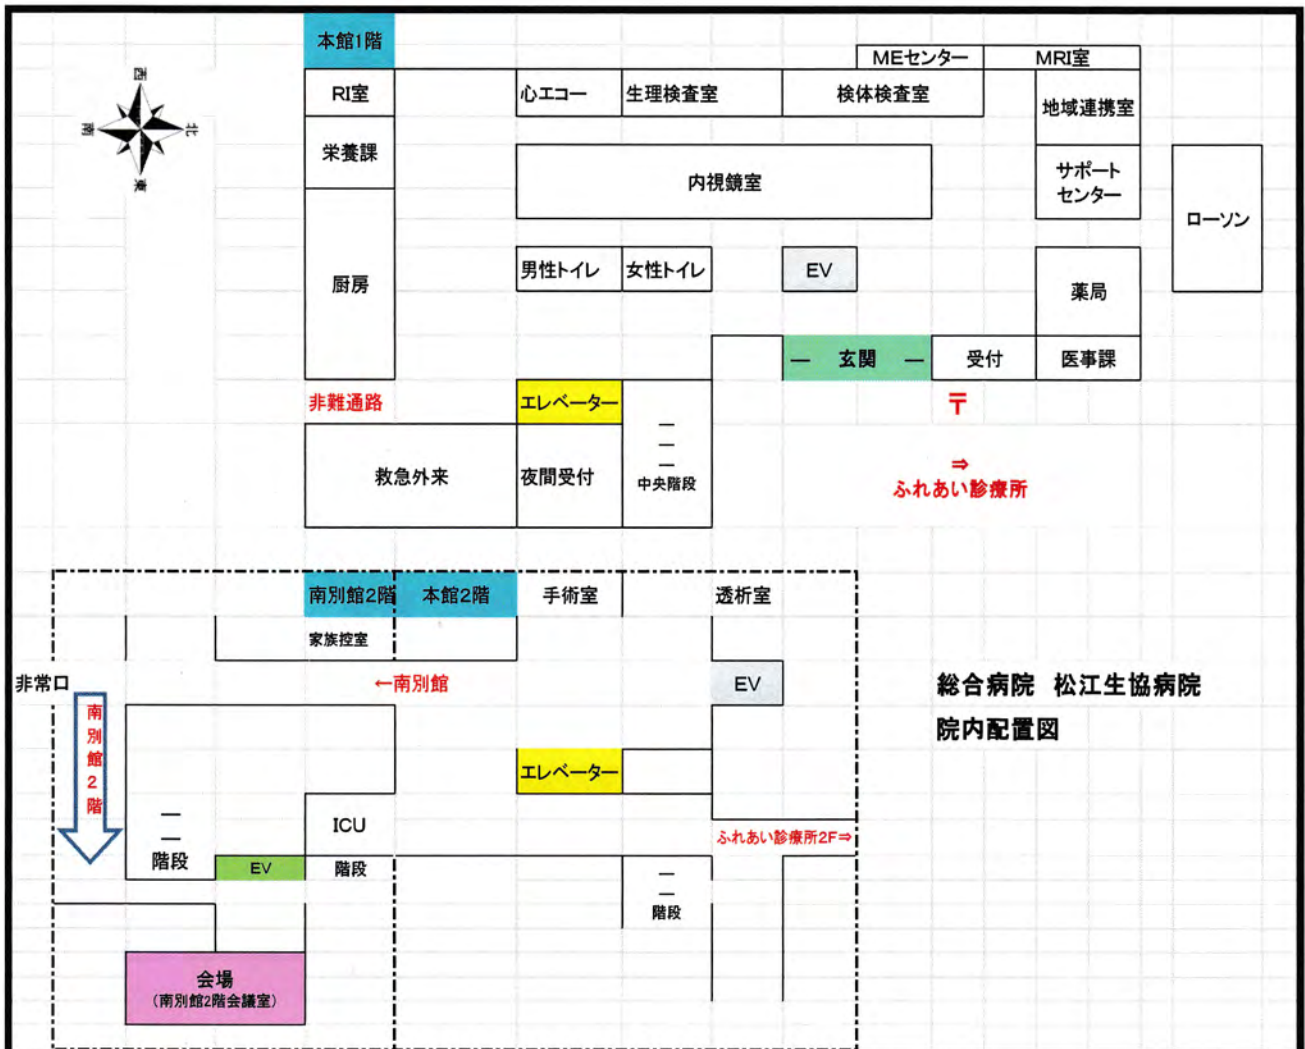 本館1階
MEセンター
MRI室
RI室
心エコー
生理検査室
検体検査室
地域連携室
西
北
南
東
栄養課
内視鏡室
サポート
センター
ローソン
厨房
男性トイレ
女性トイレ
EV
薬局
― 玄関 ―
受付
医事課
非難通路
エレベーター
〒
救急外来
夜間受付
中央階段
⇒
ふれあい診療所
南別館2階
本館2階
手術室
透析室
家族控室
非常口
←南別館
EV
総合病院 松江生協病院
院内配置図
南別館2階
エレベーター
ICU
ふれあい診療所2F⇒
階段
EV
階段
階段
会場
(南別館2階会議室)